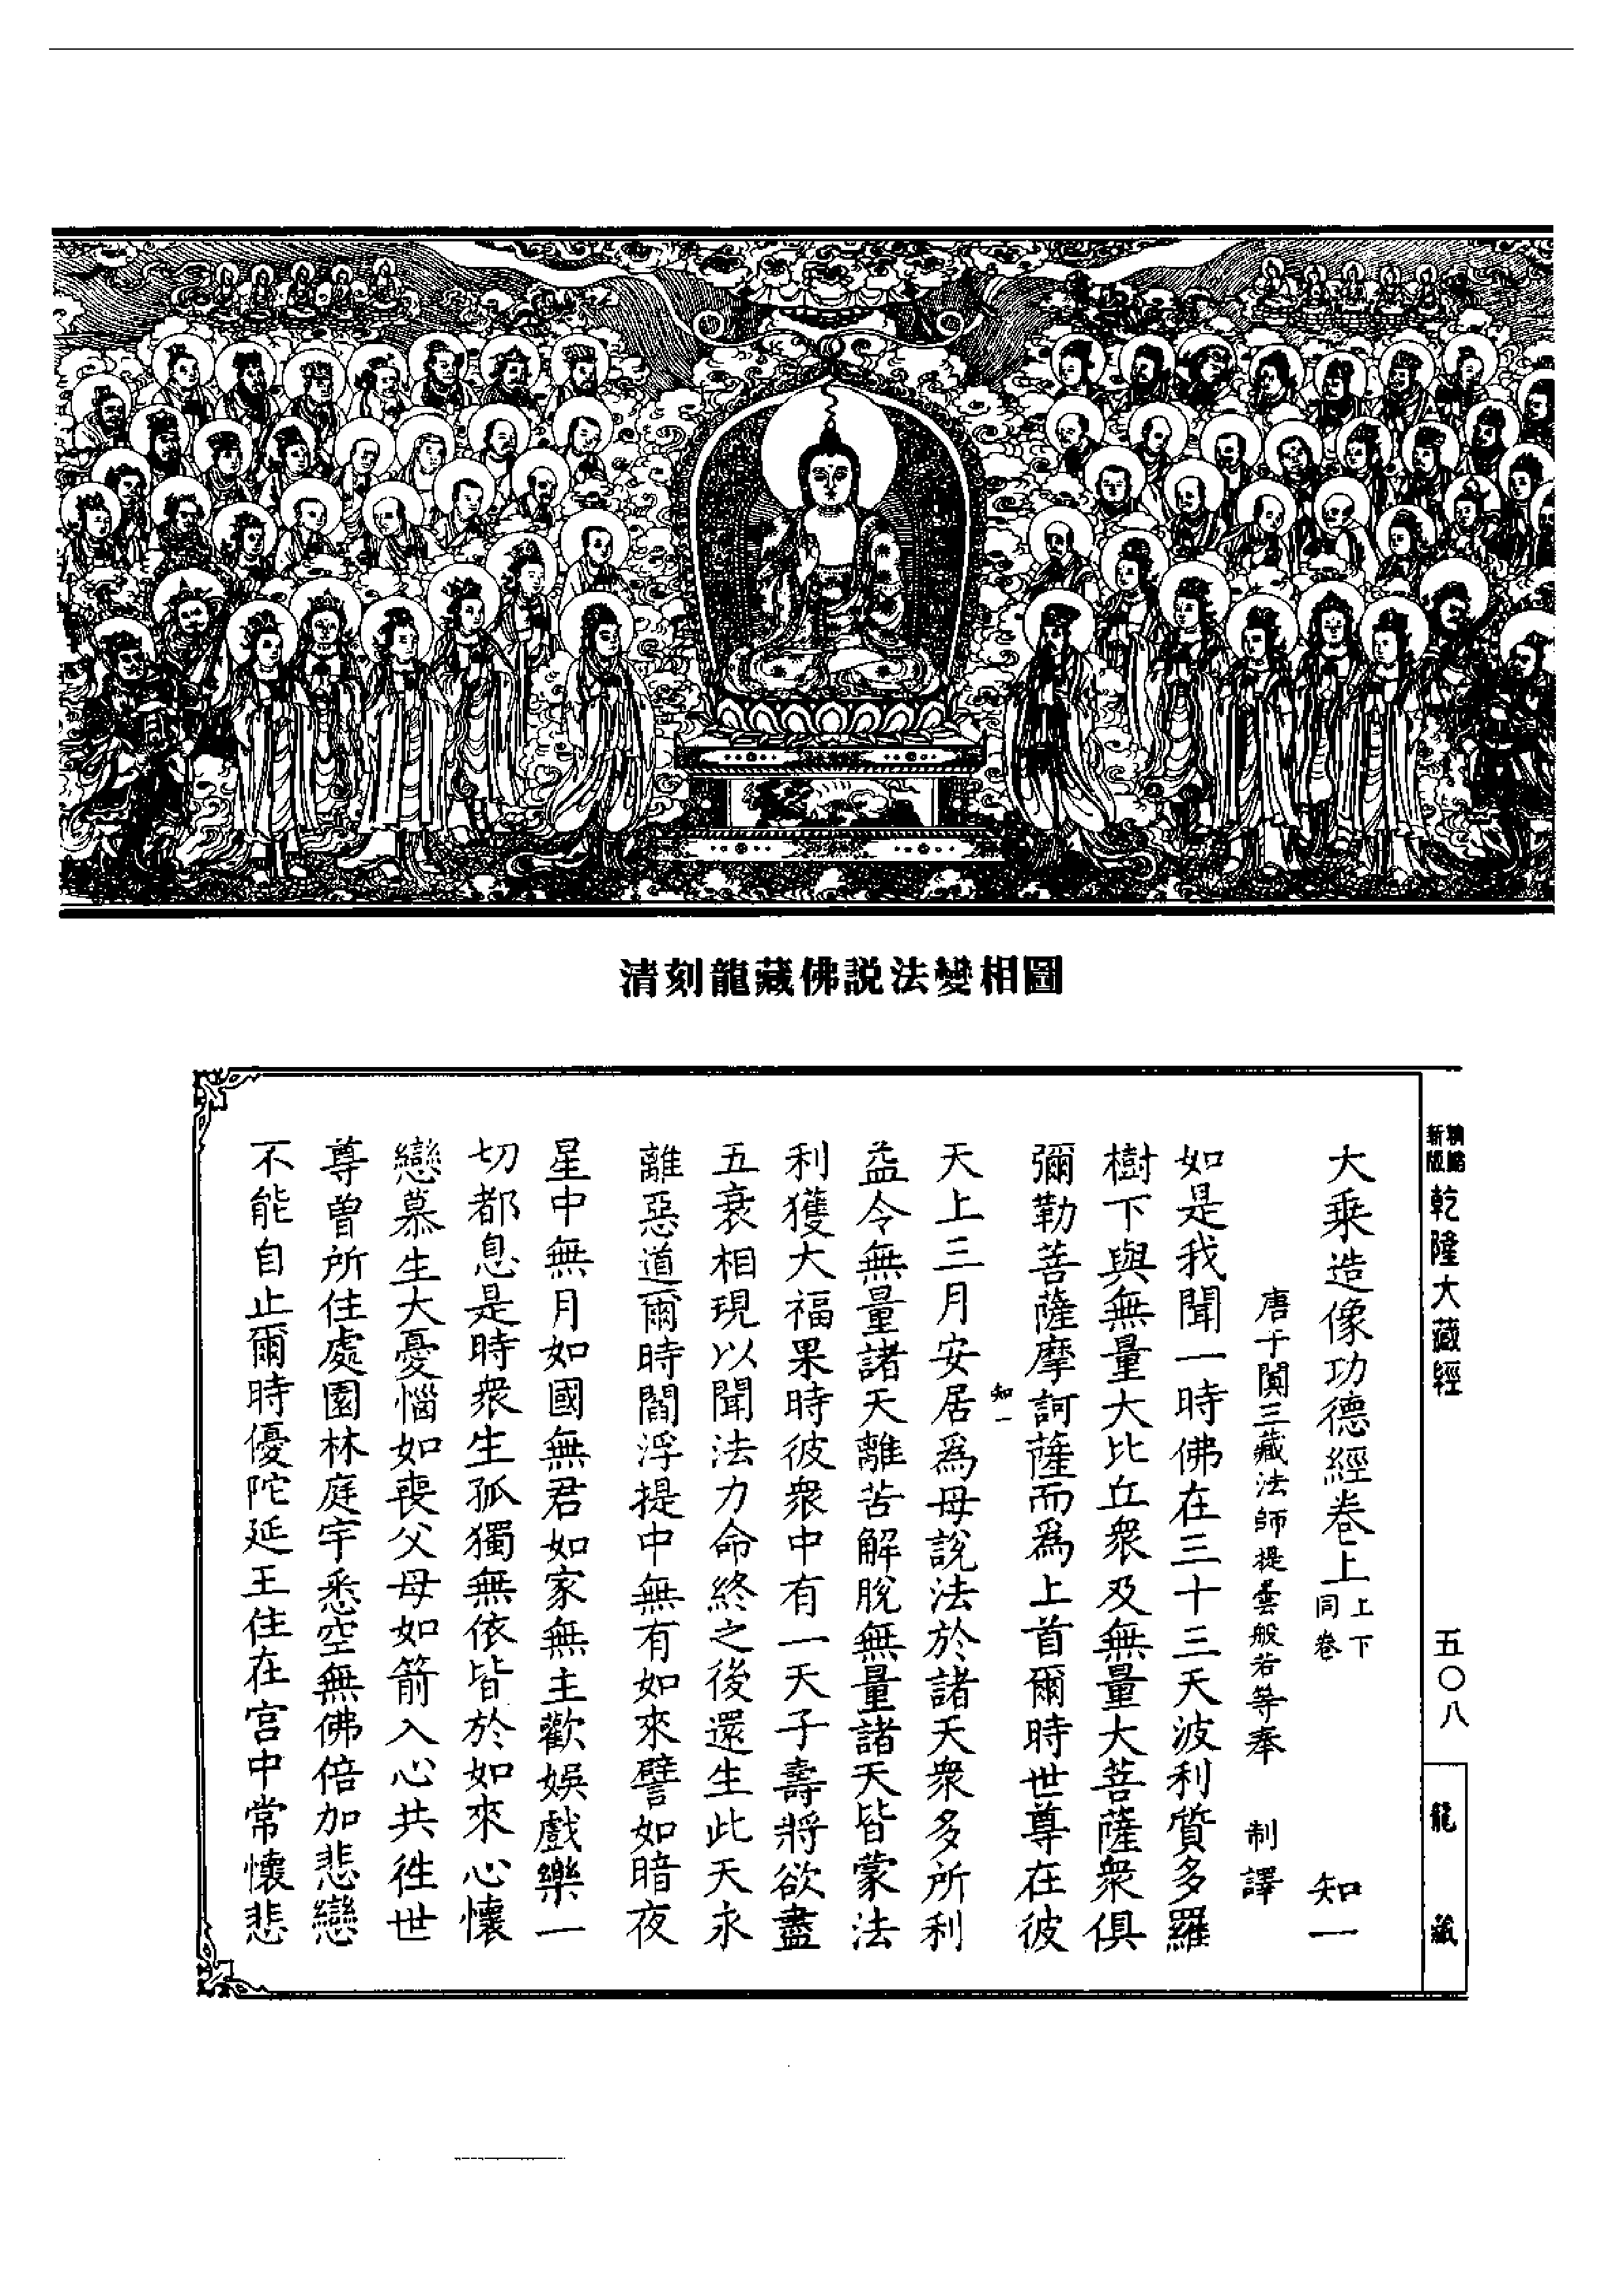 清刻龍藏佛説法變相圖
新版
精縮
乾隆大藏經
五〇八
龍藏
大乘造像功德經卷上 上下同卷 知一
唐于闐三藏法師提雲般若等奉 制譯
如是我聞一時佛在三十三天波利質多羅
樹下與無量大比丘衆及無量大菩薩衆俱
彌勒菩薩摩訶薩而爲上首爾時世尊在彼
知一
天上三月安居爲母説法於諸天衆多所利
益令無量諸天離苦解脫無量諸天皆蒙法
利獲大福果時彼衆中有一天子壽將欲盡
五衰相現以聞法力命終之後還生此天永
離惡道爾時閻浮提中無有如來譬如暗夜
星中無月如國無君如家無主歡娛戲樂一
切都息是時衆生孤獨無依皆於如來心懷
戀慕生大憂惱如喪父母如箭入心共徃世
尊曾所住處園林庭宇悉空無佛倍加悲戀
不能自止爾時優陀延王住在宮中常懷悲